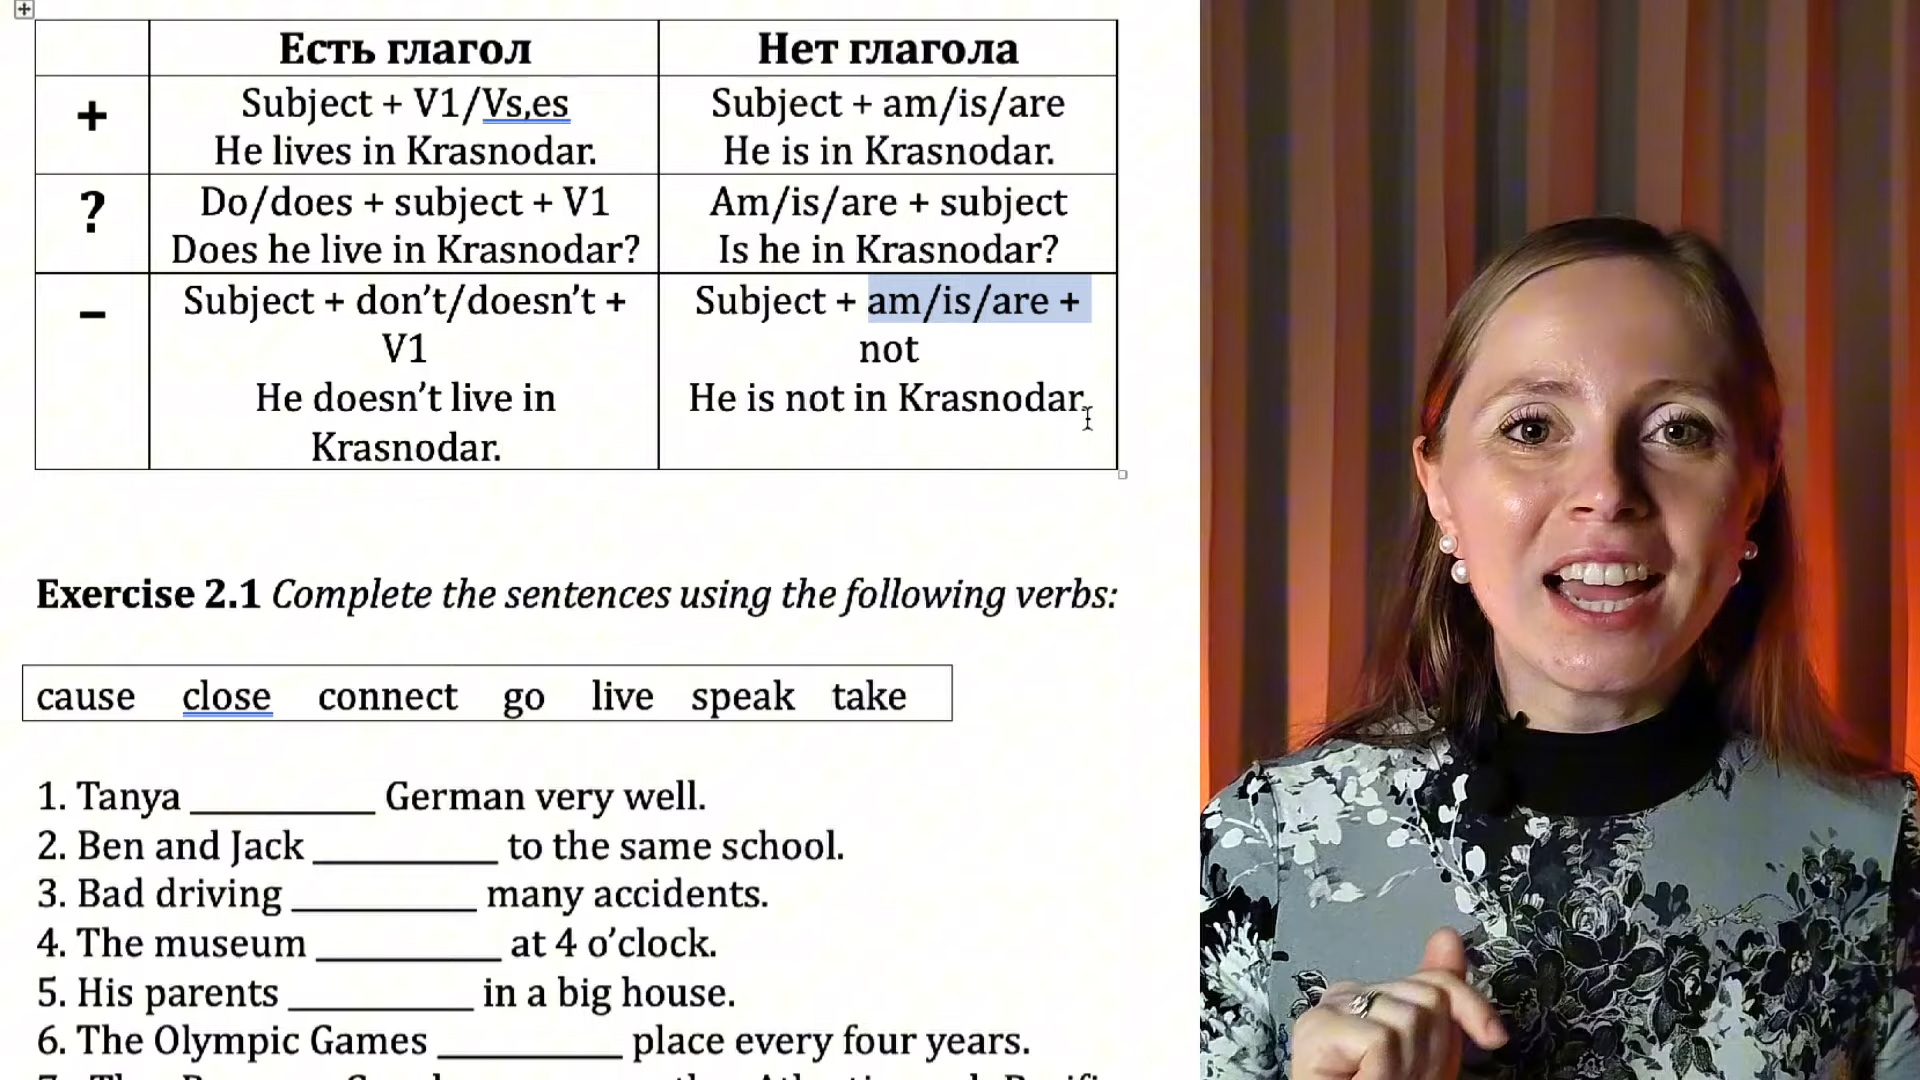 Есть глагол Нет глагола
+ Subject + V1/Vs,es Subject + am/is/are
He lives in Krasnodar. He is in Krasnodar.
? Do/does + subject + V1 Am/is/are + subject
Does he live in Krasnodar? Is he in Krasnodar?
– Subject + don’t/doesn’t + Subject + am/is/are +
V1 not
He doesn’t live in He is not in Krasnodar.
Krasnodar.
Exercise 2.1 Complete the sentences using the following verbs:
cause close connect go live speak take
1. Tanya __________ German very well.
2. Ben and Jack __________ to the same school.
3. Bad driving __________ many accidents.
4. The museum __________ at 4 o’clock.
5. His parents __________ in a big house.
6. The Olympic Games __________ place every four years.